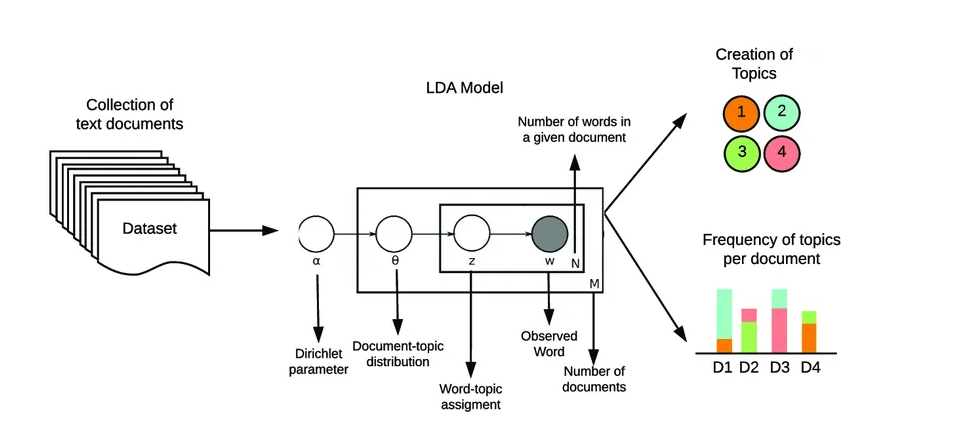 Collection of
text documents
Dataset
LDA Model
Number of words in
a given document
α
θ
z
w
N
M
Dirichlet
parameter
Document-topic
distribution
Word-topic
assigment
Observed
Word
Number of
documents
Creation of
Topics
1
2
3
4
Frequency of topics
per document
D1 D2 D3 D4